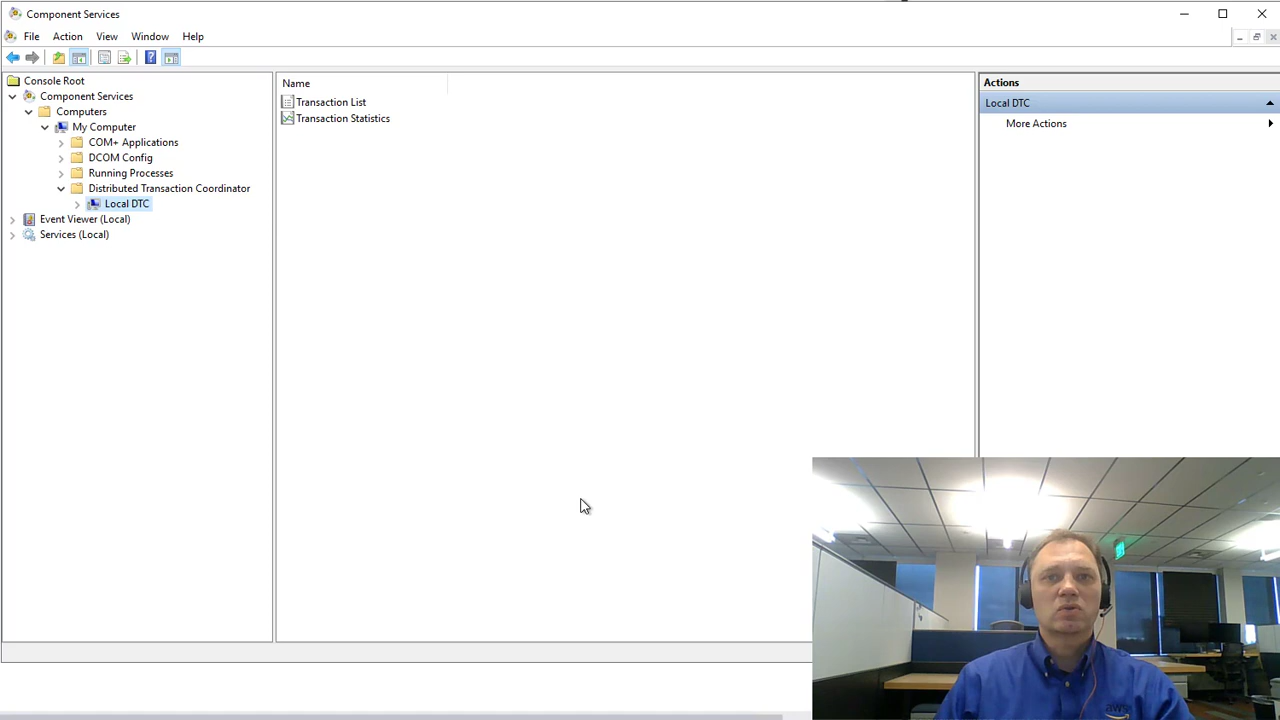 Component Services
File Action View Window Help
Console Root
Component Services
Computers
My Computer
COM+ Applications
DCOM Config
Running Processes
Distributed Transaction Coordinator
Local DTC
Event Viewer (Local)
Services (Local)
Name
Transaction List
Transaction Statistics
Actions
Local DTC
More Actions
aws